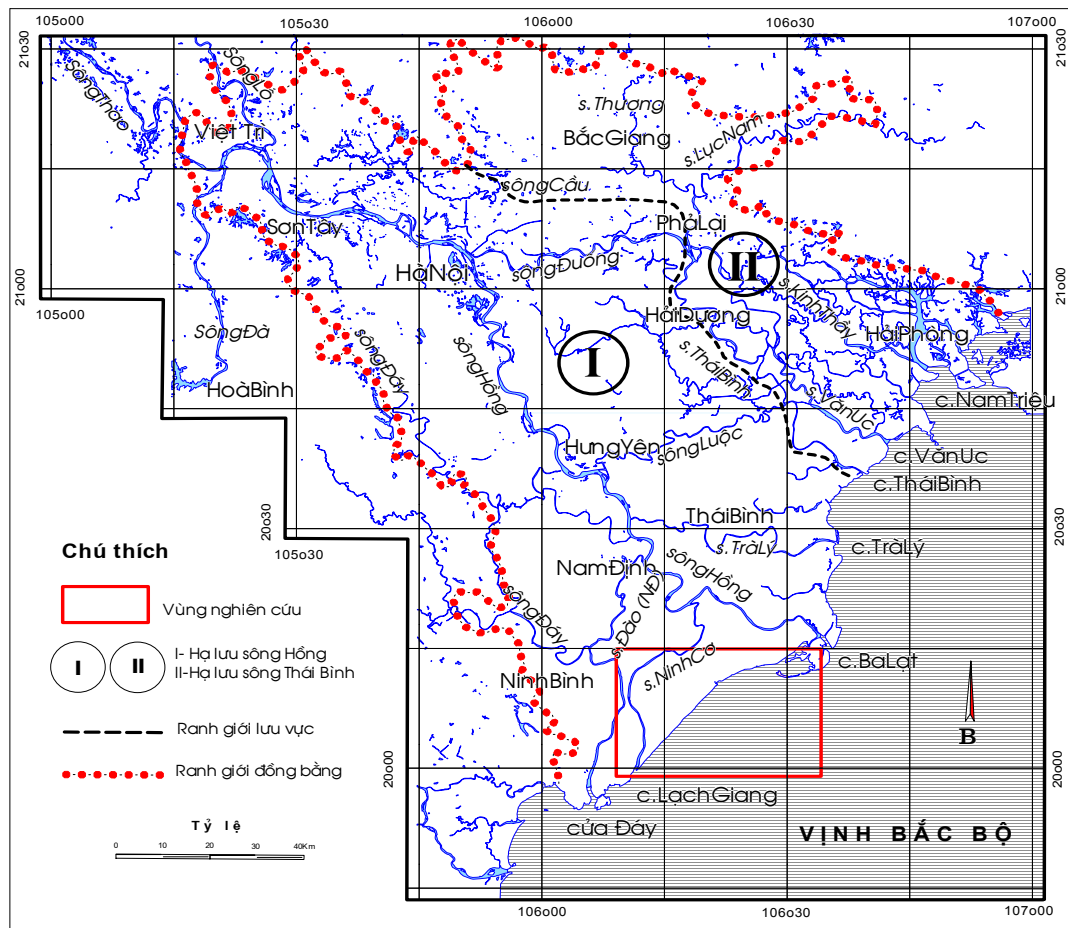 105o00
105o30
106o00
106o30
107o00
21o30
21o30
SôngThao
SôngLô
ViệtTrì
s.Thương
BắcGiang
s.LụcNam
sôngCầu
SơnTây
PhảLại
HàNội
sôngĐuống
II
21o00
21o00
105o00
s.KinhThầy
HảiDương
HảiPhòng
SôngĐà
sôngĐáy
sôngHồng
I
s.TháiBình
HoàBình
s.VănUc
c.NamTriệu
HưngYên
sôngLuộc
c.VănUc
c.TháiBình
TháiBình
20o30
20o30
105o30
s.TràLý
c.TràLý
NamĐịnh
sôngHồng
sôngĐáy
s.Đào (NĐ)
s.NinhCơ
c.BaLạt
NinhBình
B
20o00
20o00
c.LạchGiang
cửa Đáy
VỊNH BẮC BỘ
106o00
106o30
107o00
Chú thích
Vùng nghiên cứu
I
II
I- Hạ lưu sông Hồng
II-Hạ lưu sông Thái Bình
Ranh giới lưu vực
Ranh giới đồng bằng
Tỷ lệ
0 10 20 30 40Km